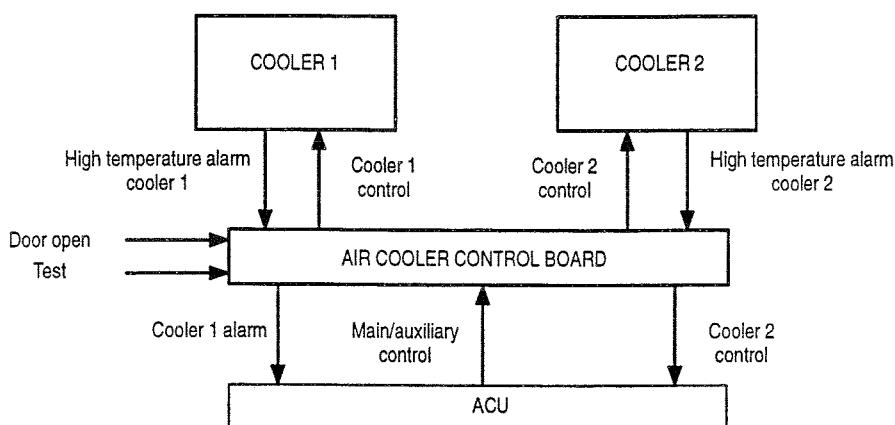 COOLER 1
COOLER 2
High temperature alarm
cooler 1
Cooler 1
control
Cooler 2
control
High temperature alarm
cooler 2
Door open
Test
AIR COOLER CONTROL BOARD
Cooler 1 alarm
Main/auxiliary
control
Cooler 2
control
ACU